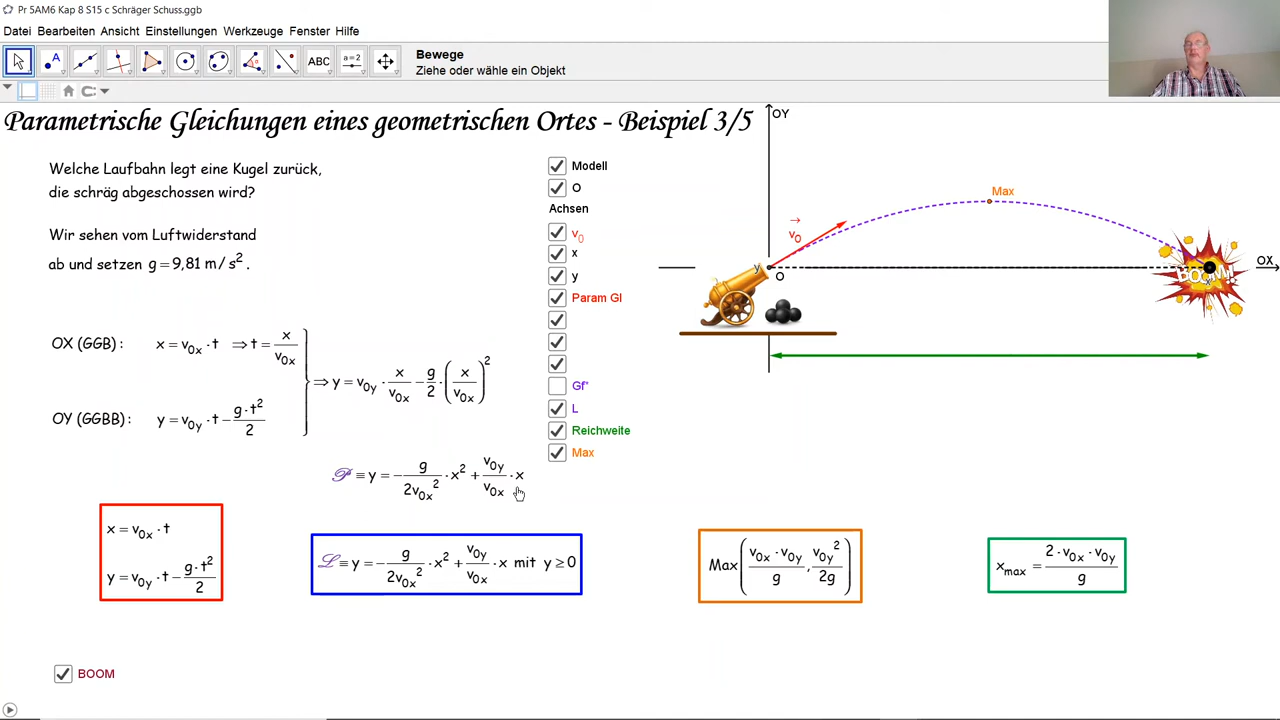 Pr 5AM6 Kap 8 S15 c Schräger Schuss.ggb
Datei Bearbeiten Ansicht Einstellungen Werkzeuge Fenster Hilfe
A
ABC
a=2
Bewege
Ziehe oder wähle ein Objekt
Parametrische Gleichungen eines geometrischen Ortes - Beispiel 3/5
Welche Laufbahn legt eine Kugel zurück,
die schräg abgeschossen wird?
Wir sehen vom Luftwiderstand
ab und setzen g = 9,81 m/s² .
OX (GGB) : x = v₀ₓ · t ⇒ t = x/v₀ₓ
OY (GGBB) : y = v₀y · t − (g · t²)/2
⇒ y = v₀y · x/v₀ₓ − g/2 · (x/v₀ₓ)²
𝒫 ≡ y = − g/(2v₀ₓ²) · x² + v₀y/v₀ₓ · x
x = v₀ₓ · t
y = v₀y · t − (g · t²)/2
ℒ ≡ y = − g/(2v₀ₓ²) · x² + v₀y/v₀ₓ · x mit y ≥ 0
Max ( (v₀ₓ · v₀y)/g , v₀y²/2g )
xmax = (2 · v₀ₓ · v₀y)/g
Modell
O
Achsen
v₀
x
y
Param Gl
Gf*
L
Reichweite
Max
OY
Max
v₀
y
O
OX
BOOM!
x
BOOM